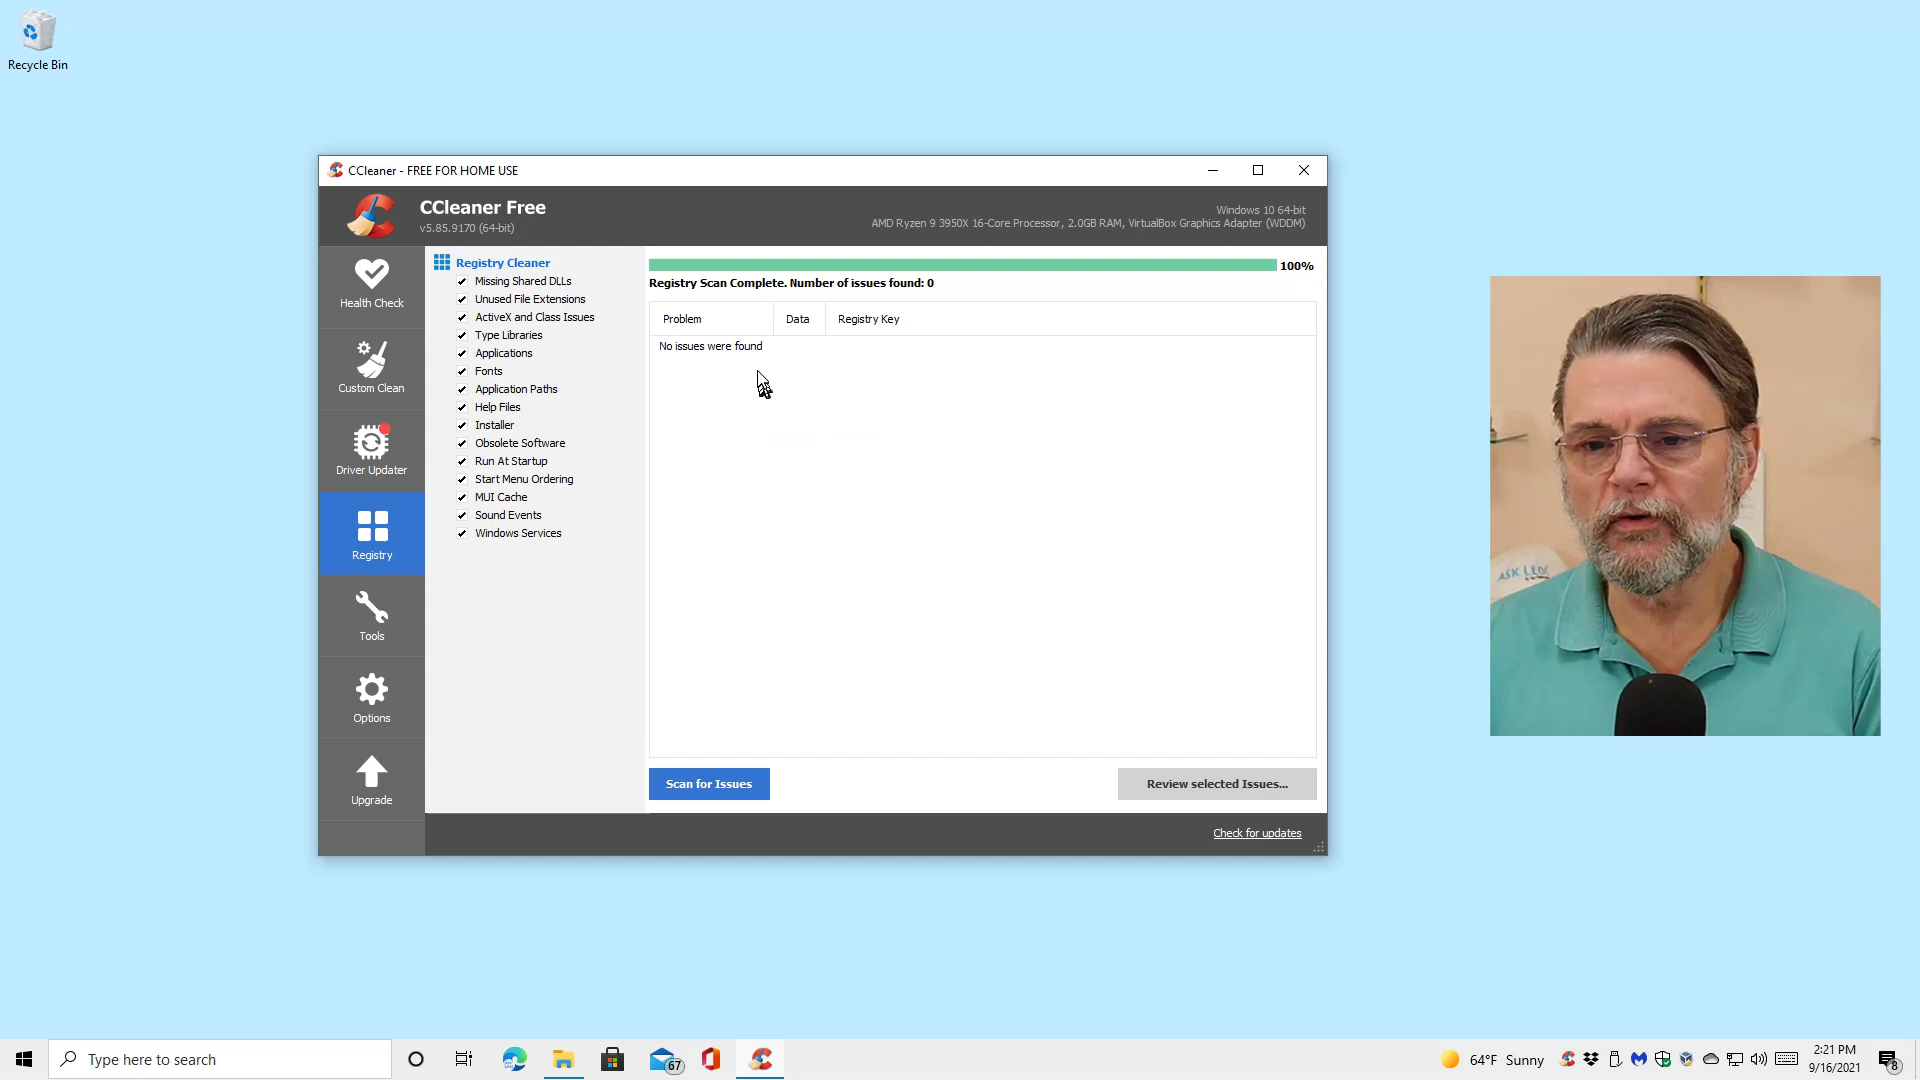 Recycle Bin
CCleaner - FREE FOR HOME USE
CCleaner Free
v5.85.9170 (64-bit)
Windows 10 64-bit
AMD Ryzen 9 3950X 16-Core Processor, 2.0GB RAM, VirtualBox Graphics Adapter (WDDM)
Health Check
Custom Clean
Driver Updater
Registry
Tools
Options
Upgrade
Registry Cleaner
Missing Shared DLLs
Unused File Extensions
ActiveX and Class Issues
Type Libraries
Applications
Fonts
Application Paths
Help Files
Installer
Obsolete Software
Run At Startup
Start Menu Ordering
MUI Cache
Sound Events
Windows Services
100%
Registry Scan Complete. Number of issues found: 0
Problem Data Registry Key
No issues were found
Scan for Issues
Review selected Issues...
Check for updates
ASK LEO!
Type here to search
67
64°F Sunny
2:21 PM
9/16/2021
8